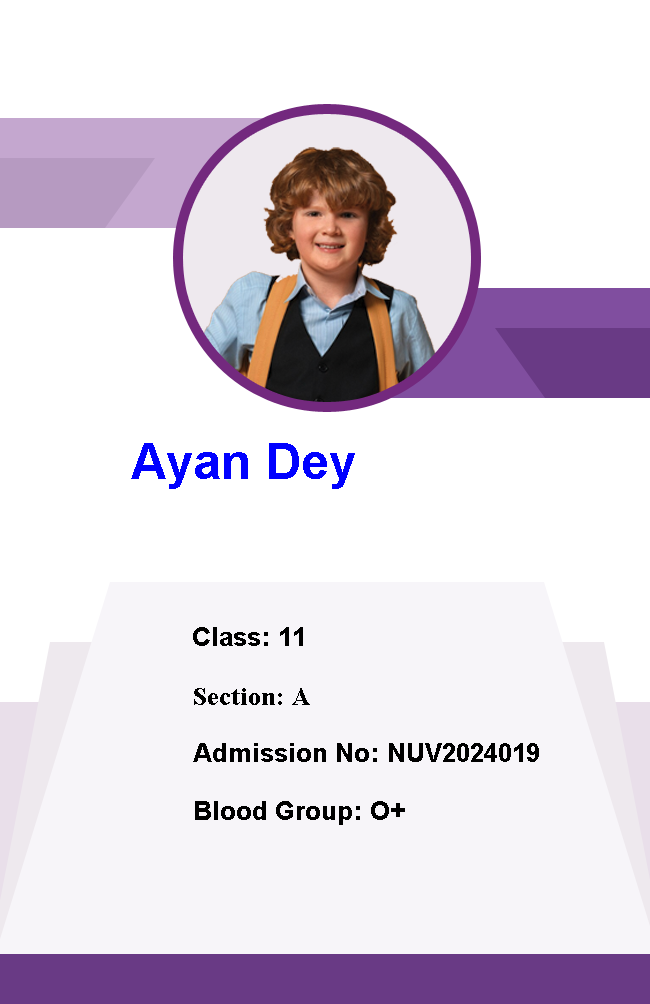 Ayan Dey
Class: 11
Section: A
Admission No: NUV2024019
Blood Group: O+